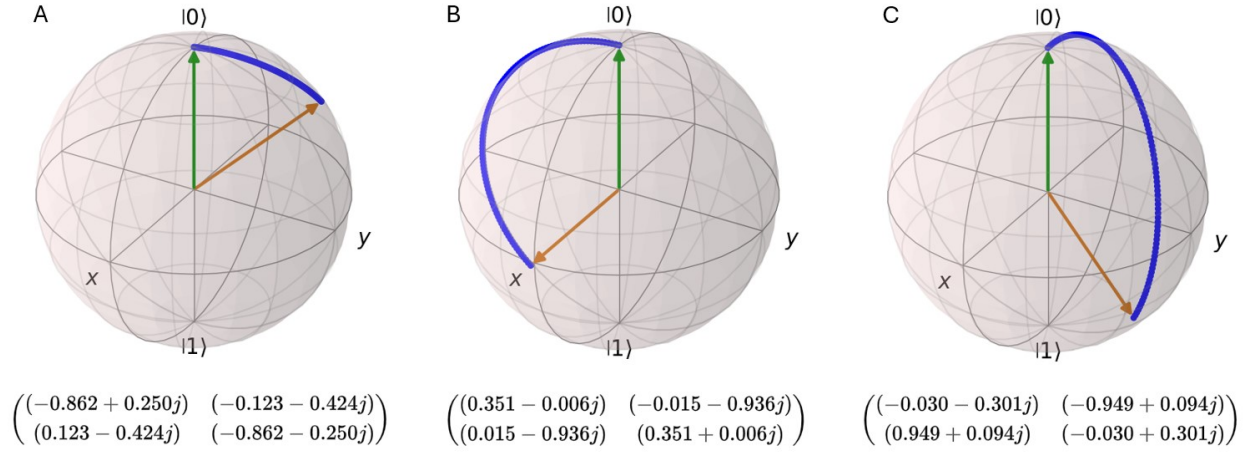 A B C
|0⟩ |0⟩ |0⟩
y y y
x x x
|1⟩ |1⟩ |1⟩
(−0.862 + 0.250j) (−0.123 − 0.424j) (0.351 − 0.006j) (−0.015 − 0.936j) (−0.030 − 0.301j) (−0.949 + 0.094j)
(0.123 − 0.424j) (−0.862 − 0.250j) (0.015 − 0.936j) (0.351 + 0.006j) (0.949 + 0.094j) (−0.030 + 0.301j)